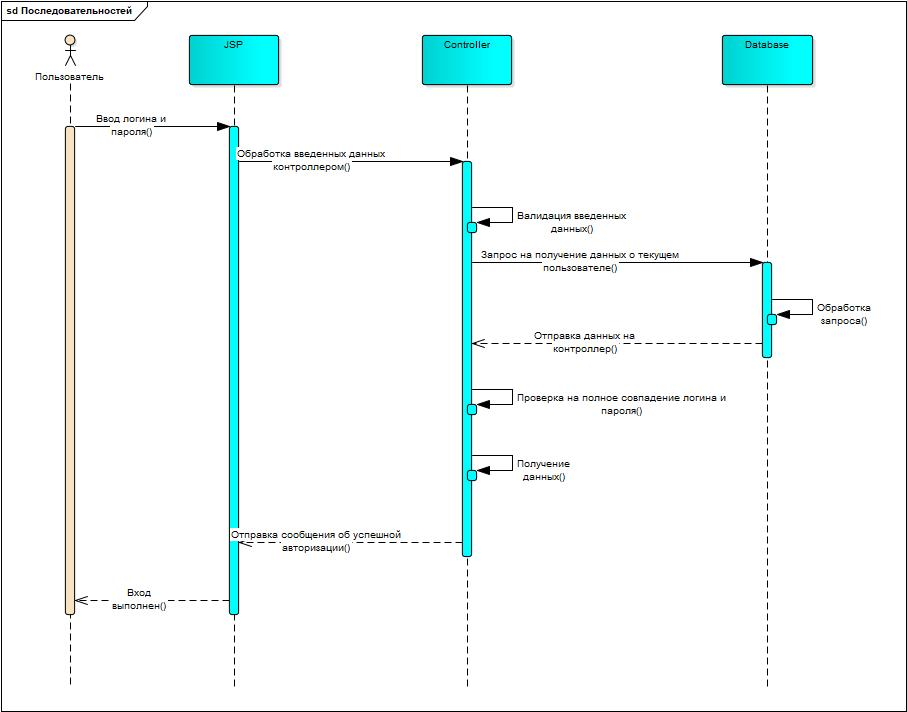 sd Последовательностей
JSP
Controller
Database
Пользователь
Ввод логина и
пароля()
Обработка введенных данных
контроллером()
Валидация введенных
данных()
Запрос на получение данных о текущем
пользователе()
Обработка
запроса()
Отправка данных на
контроллер()
Проверка на полное совпадение логина и
пароля()
Получение
данных()
Отправка сообщения об успешной
авторизации()
Вход
выполнен()